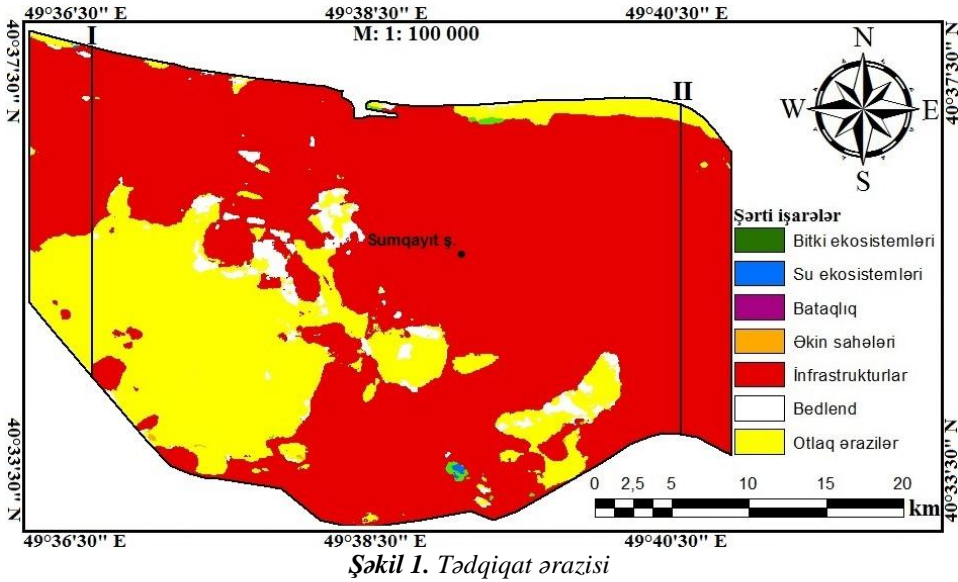 49°36'30" E 49°38'30" E 49°40'30" E
M: 1: 100 000
I
II
40°37'30" N
40°37'30" N
N
W E
S
Sumqayıt ş.
Şərti işarələr
Bitki ekosistemləri
Su ekosistemləri
Bataqlıq
Əkin sahələri
İnfrastrukturlar
Bedlend
Otlaq ərazilər
40°33'30" N
40°33'30" N
0 2,5 5 10 15 20
km
49°36'30" E 49°38'30" E 49°40'30" E
Şəkil 1. Tədqiqat ərazisi